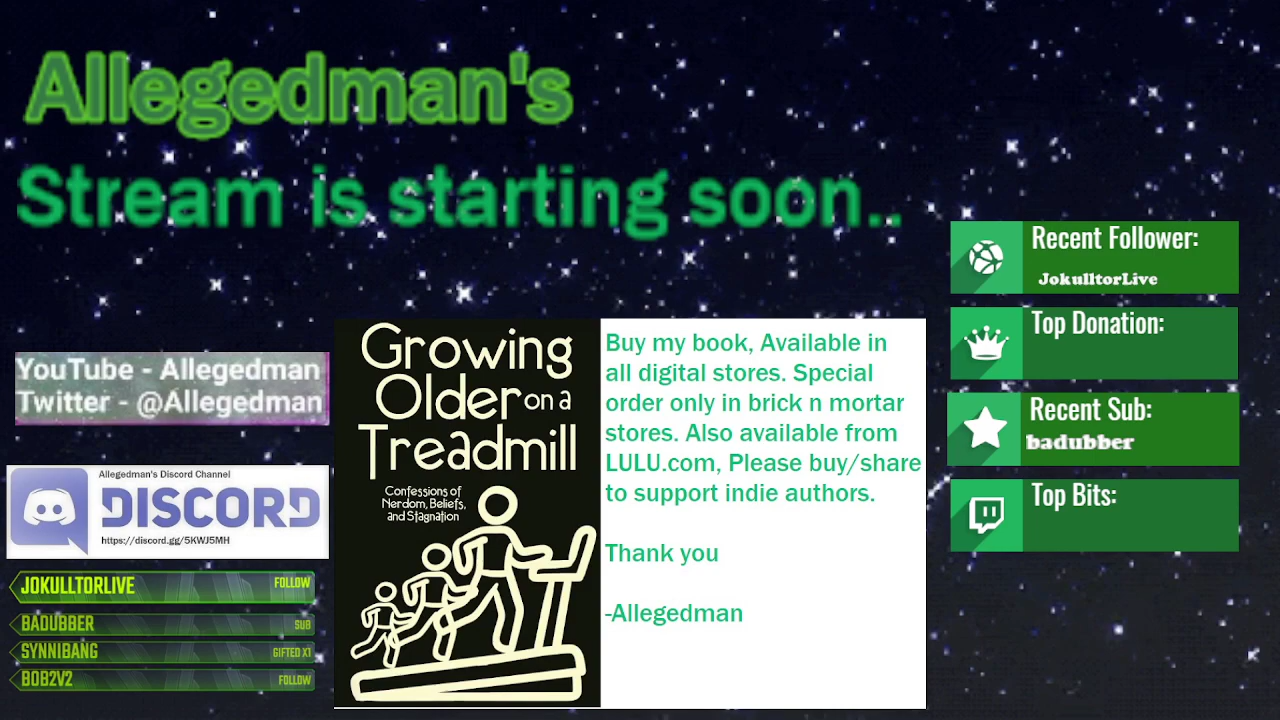 Allegedman's
Stream is starting soon..
YouTube - Allegedman
Twitter - @Allegedman
Allegedman's Discord Channel
DISCORD
https://discord.gg/5KWJ5MH
JOKULLTORLIVE FOLLOW
BADUBBER SUB
SYNNIBANG GIFTED X1
BOB2V2 FOLLOW
Growing
Older on a
Treadmill
Confessions of
Nerdom, Beliefs,
and Stagnation
Buy my book, Available in
all digital stores. Special
order only in brick n mortar
stores. Also available from
LULU.com, Please buy/share
to support indie authors.
Thank you
-Allegedman
Recent Follower:
JokulltorLive
Top Donation:
Recent Sub:
badubber
Top Bits: